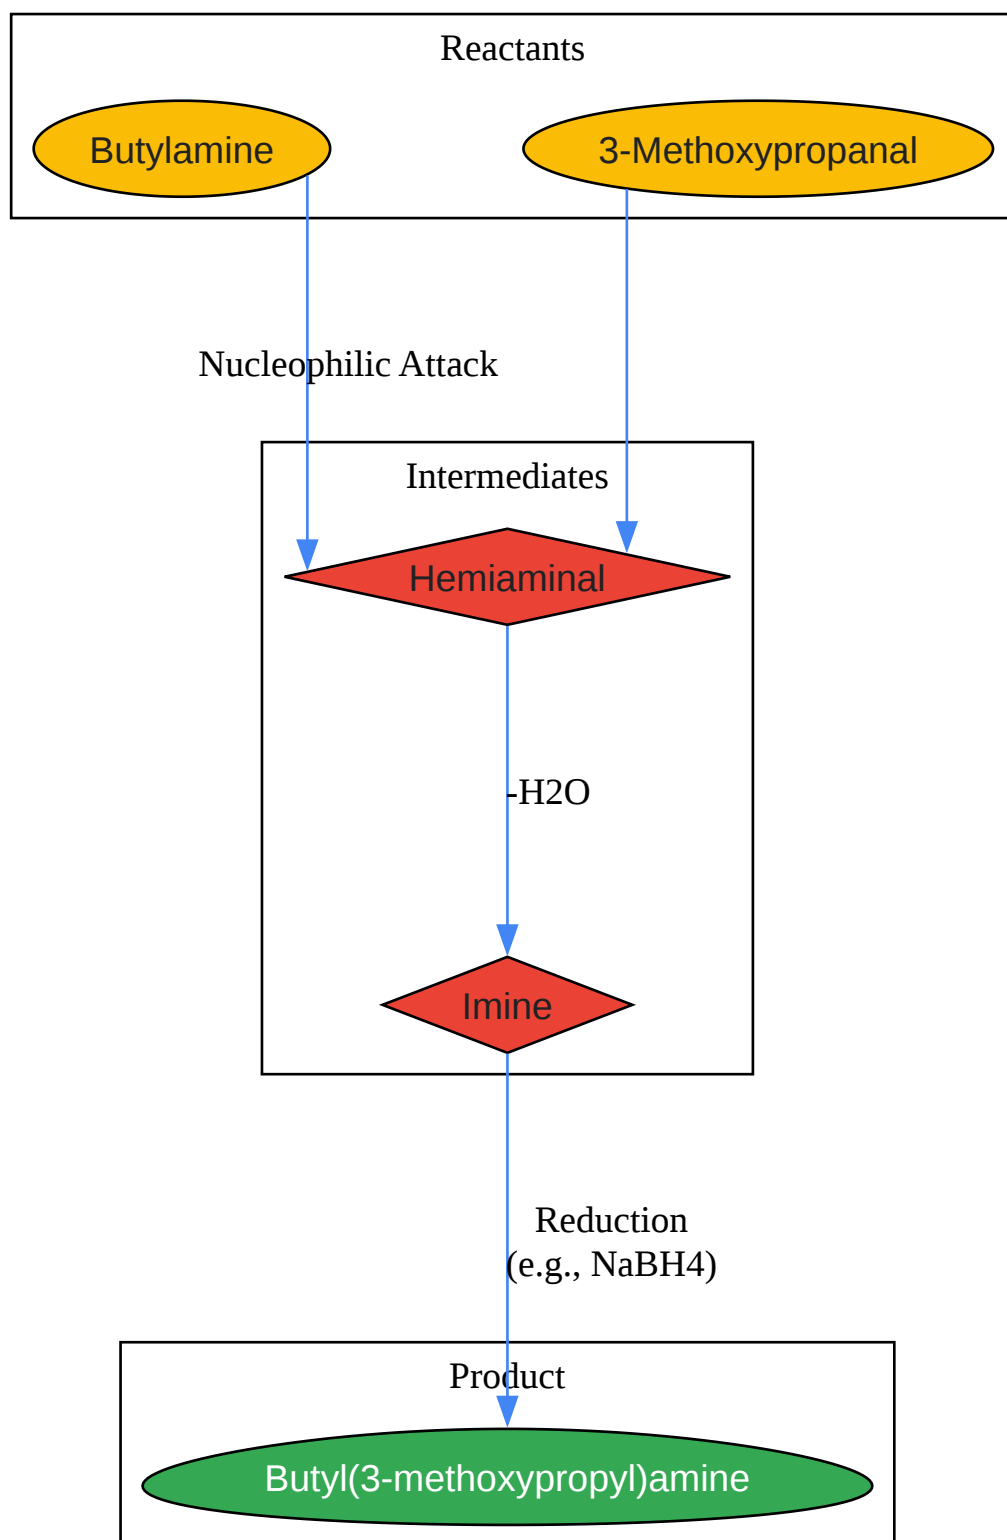 Reactants
Butylamine
3-Methoxypropanal
Nucleophilic Attack
Intermediates
Hemiaminal
-H2O
Imine
Reduction
(e.g., NaBH4)
Product
Butyl(3-methoxypropyl)amine